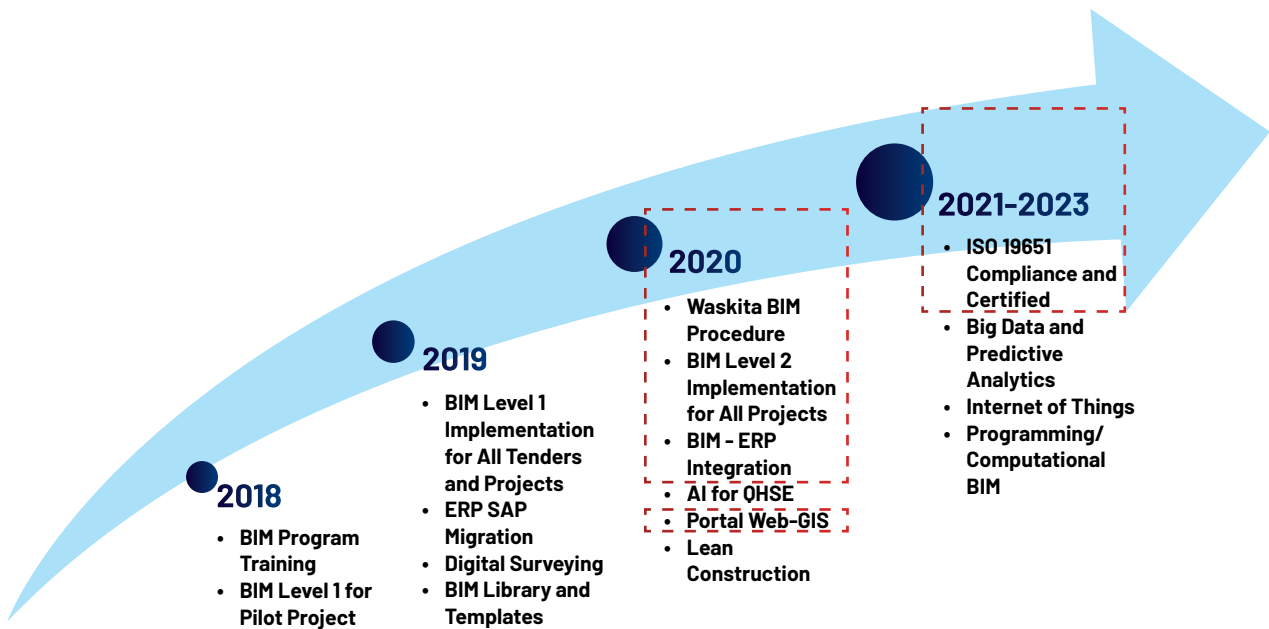 2018
• BIM Program
Training
• BIM Level 1 for
Pilot Project
2019
• BIM Level 1
Implementation
for All Tenders
and Projects
• ERP SAP
Migration
• Digital Surveying
• BIM Library and
Templates
2020
• Waskita BIM
Procedure
• BIM Level 2
Implementation
for All Projects
• BIM - ERP
Integration
• AI for QHSE
• Portal Web-GIS
• Lean
Construction
2021-2023
• ISO 19651
Compliance and
Certified
• Big Data and
Predictive
Analytics
• Internet of Things
• Programming/
Computational
BIM